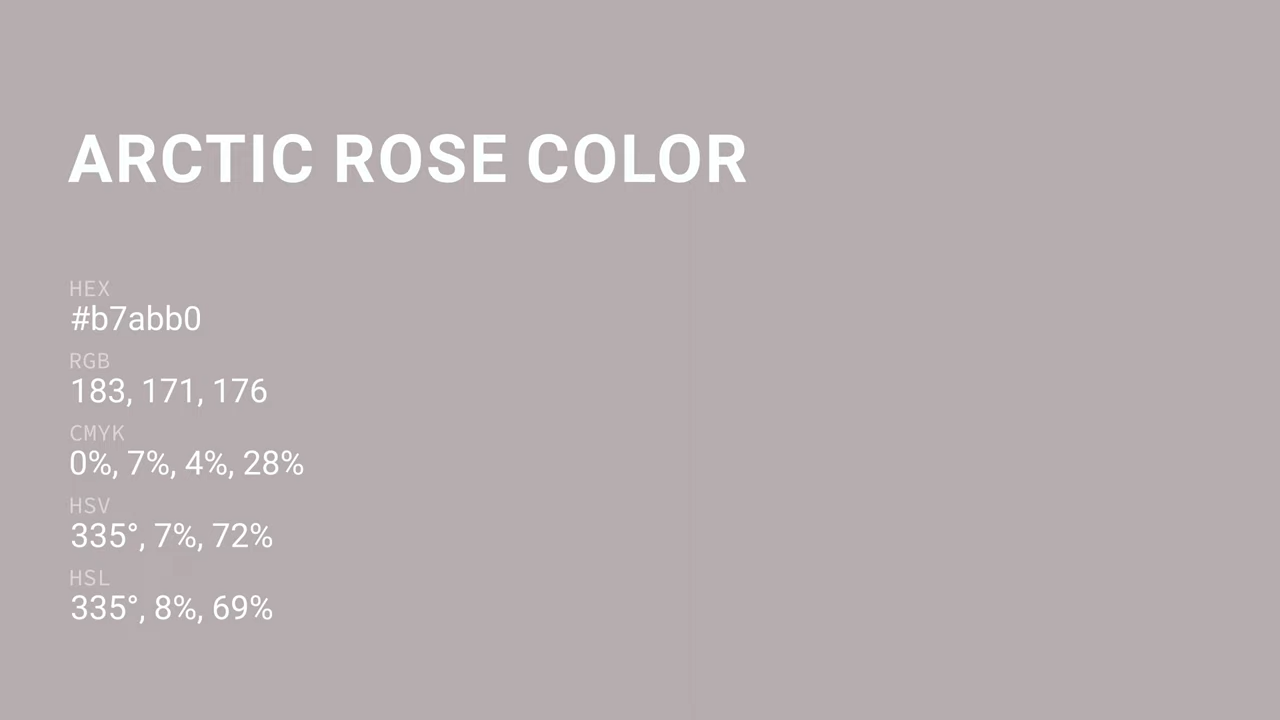 ARCTIC ROSE COLOR
HEX
#b7abb0
RGB
183, 171, 176
CMYK
0%, 7%, 4%, 28%
HSV
335°, 7%, 72%
HSL
335°, 8%, 69%